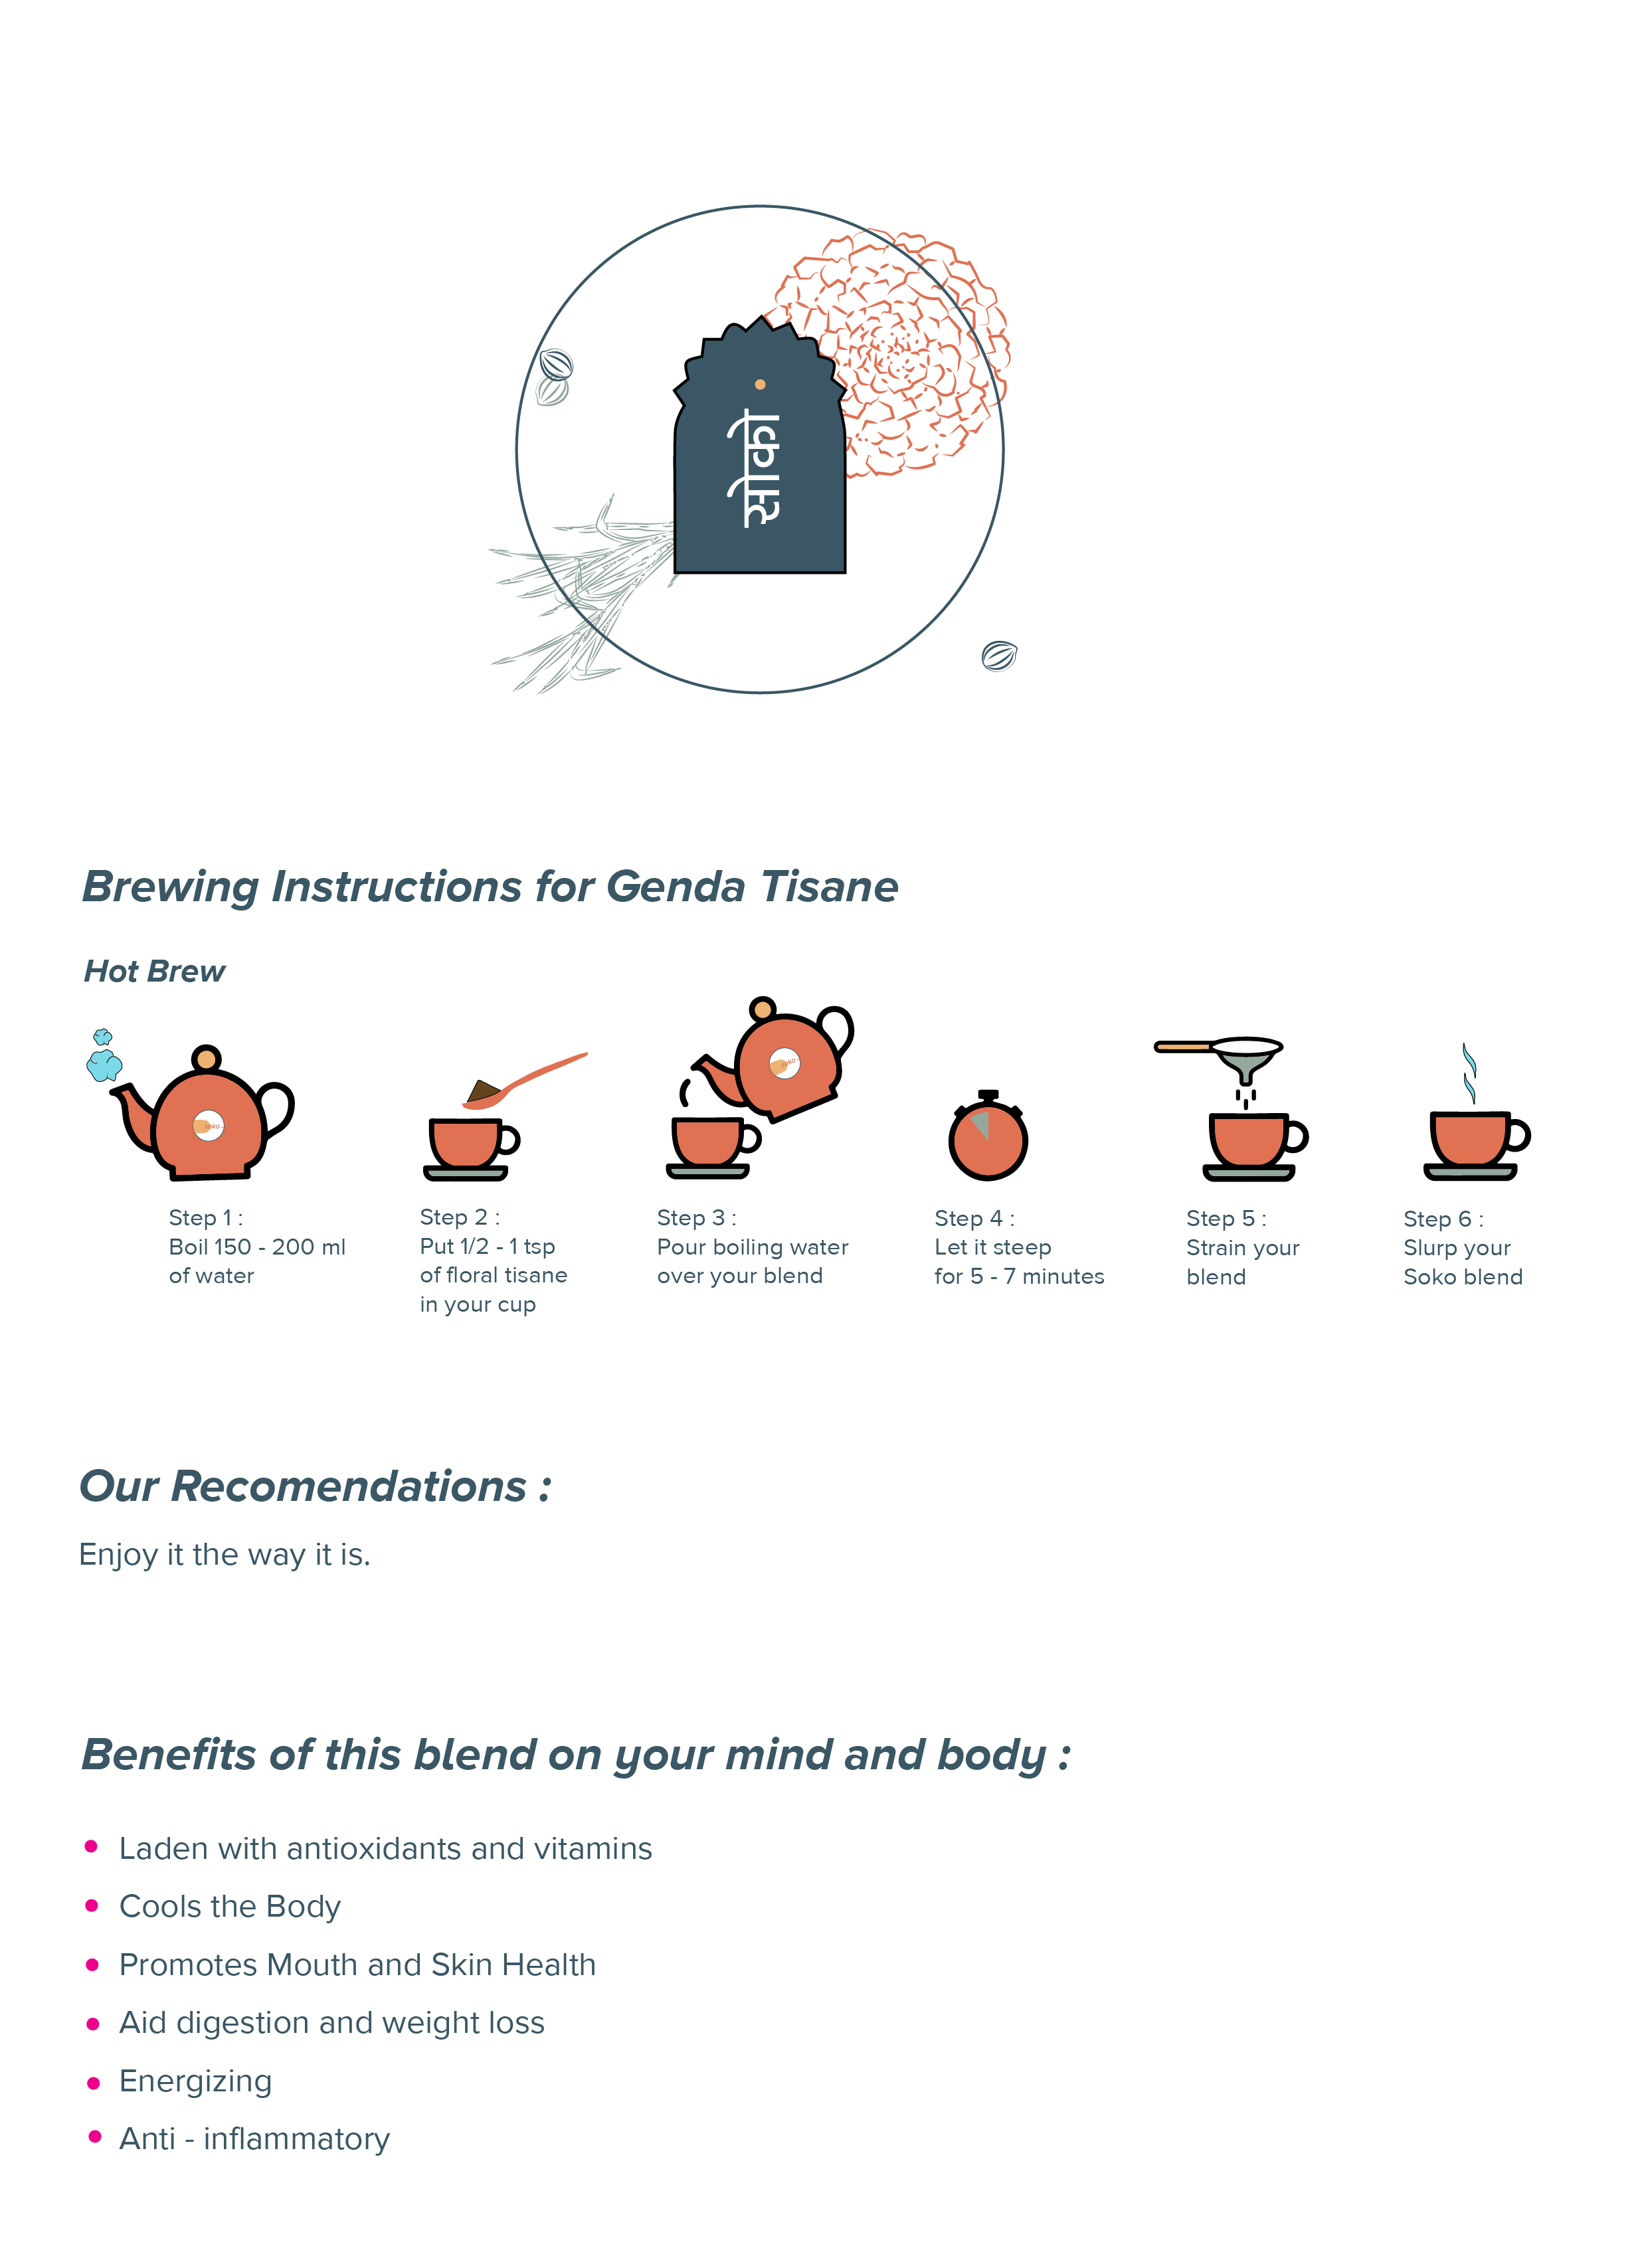 सोको
Brewing Instructions for Genda Tisane
Hot Brew
soko
soko
Step 1 :
Boil 150 - 200 ml
of water
Step 2 :
Put 1/2 - 1 tsp
of floral tisane
in your cup
Step 3 :
Pour boiling water
over your blend
Step 4 :
Let it steep
for 5 - 7 minutes
Step 5 :
Strain your
blend
Step 6 :
Slurp your
Soko blend
Our Recomendations :
Enjoy it the way it is.
Benefits of this blend on your mind and body :
Laden with antioxidants and vitamins
Cools the Body
Promotes Mouth and Skin Health
Aid digestion and weight loss
Energizing
Anti - inflammatory